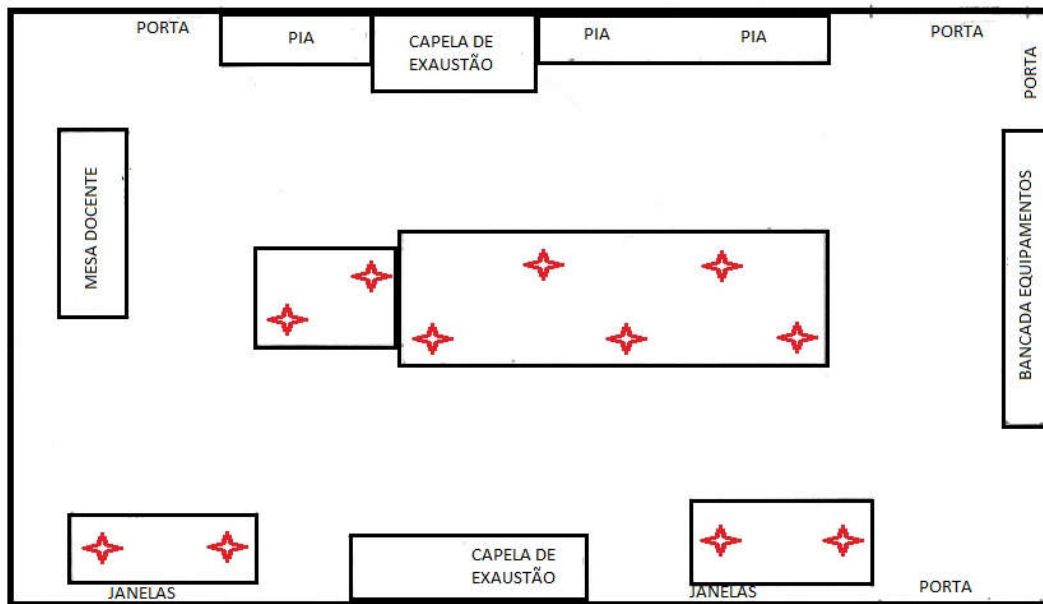 PORTA
PIA
CAPELA DE
EXAUSTÃO
PIA
PIA
PORTA
PORTA
MESA DOCENTE
BANCADA EQUIPAMENTOS
JANELAS
CAPELA DE
EXAUSTÃO
JANELAS
PORTA